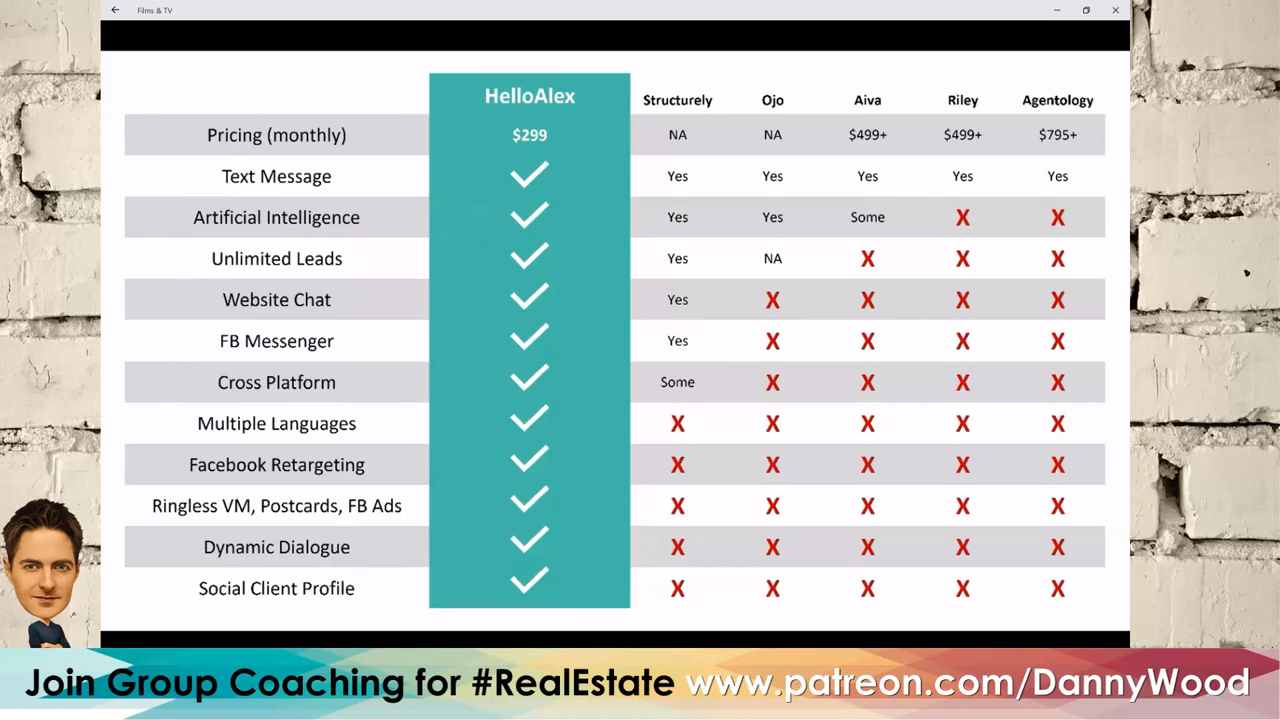 Films & TV
HelloAlex Structurely Ojo Aiva Riley Agentology
Pricing (monthly) $299 NA NA $499+ $499+ $795+
Text Message Yes Yes Yes Yes Yes
Artificial Intelligence Yes Yes Some X X
Unlimited Leads Yes NA X X X
Website Chat Yes X X X X
FB Messenger Yes X X X X
Cross Platform Some X X X X
Multiple Languages X X X X X
Facebook Retargeting X X X X X
Ringless VM, Postcards, FB Ads X X X X X
Dynamic Dialogue X X X X X
Social Client Profile X X X X X
Join Group Coaching for #RealEstate www.patreon.com/DannyWood